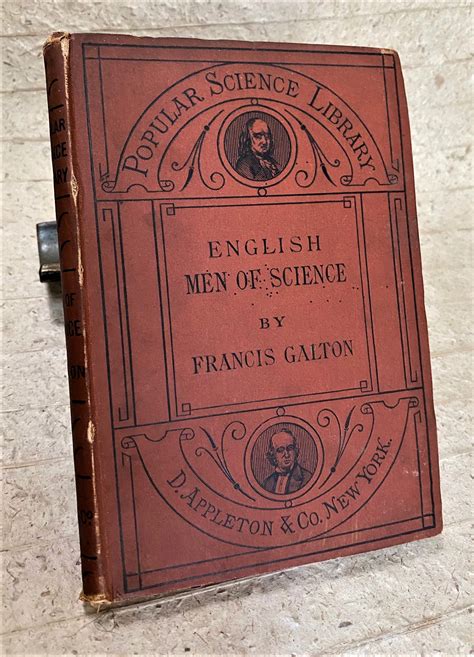 POPULAR SCIENCE LIBRARY
ENGLISH
MEN OF SCIENCE
BY
FRANCIS GALTON
D. APPLETON & CO. NEW YORK.